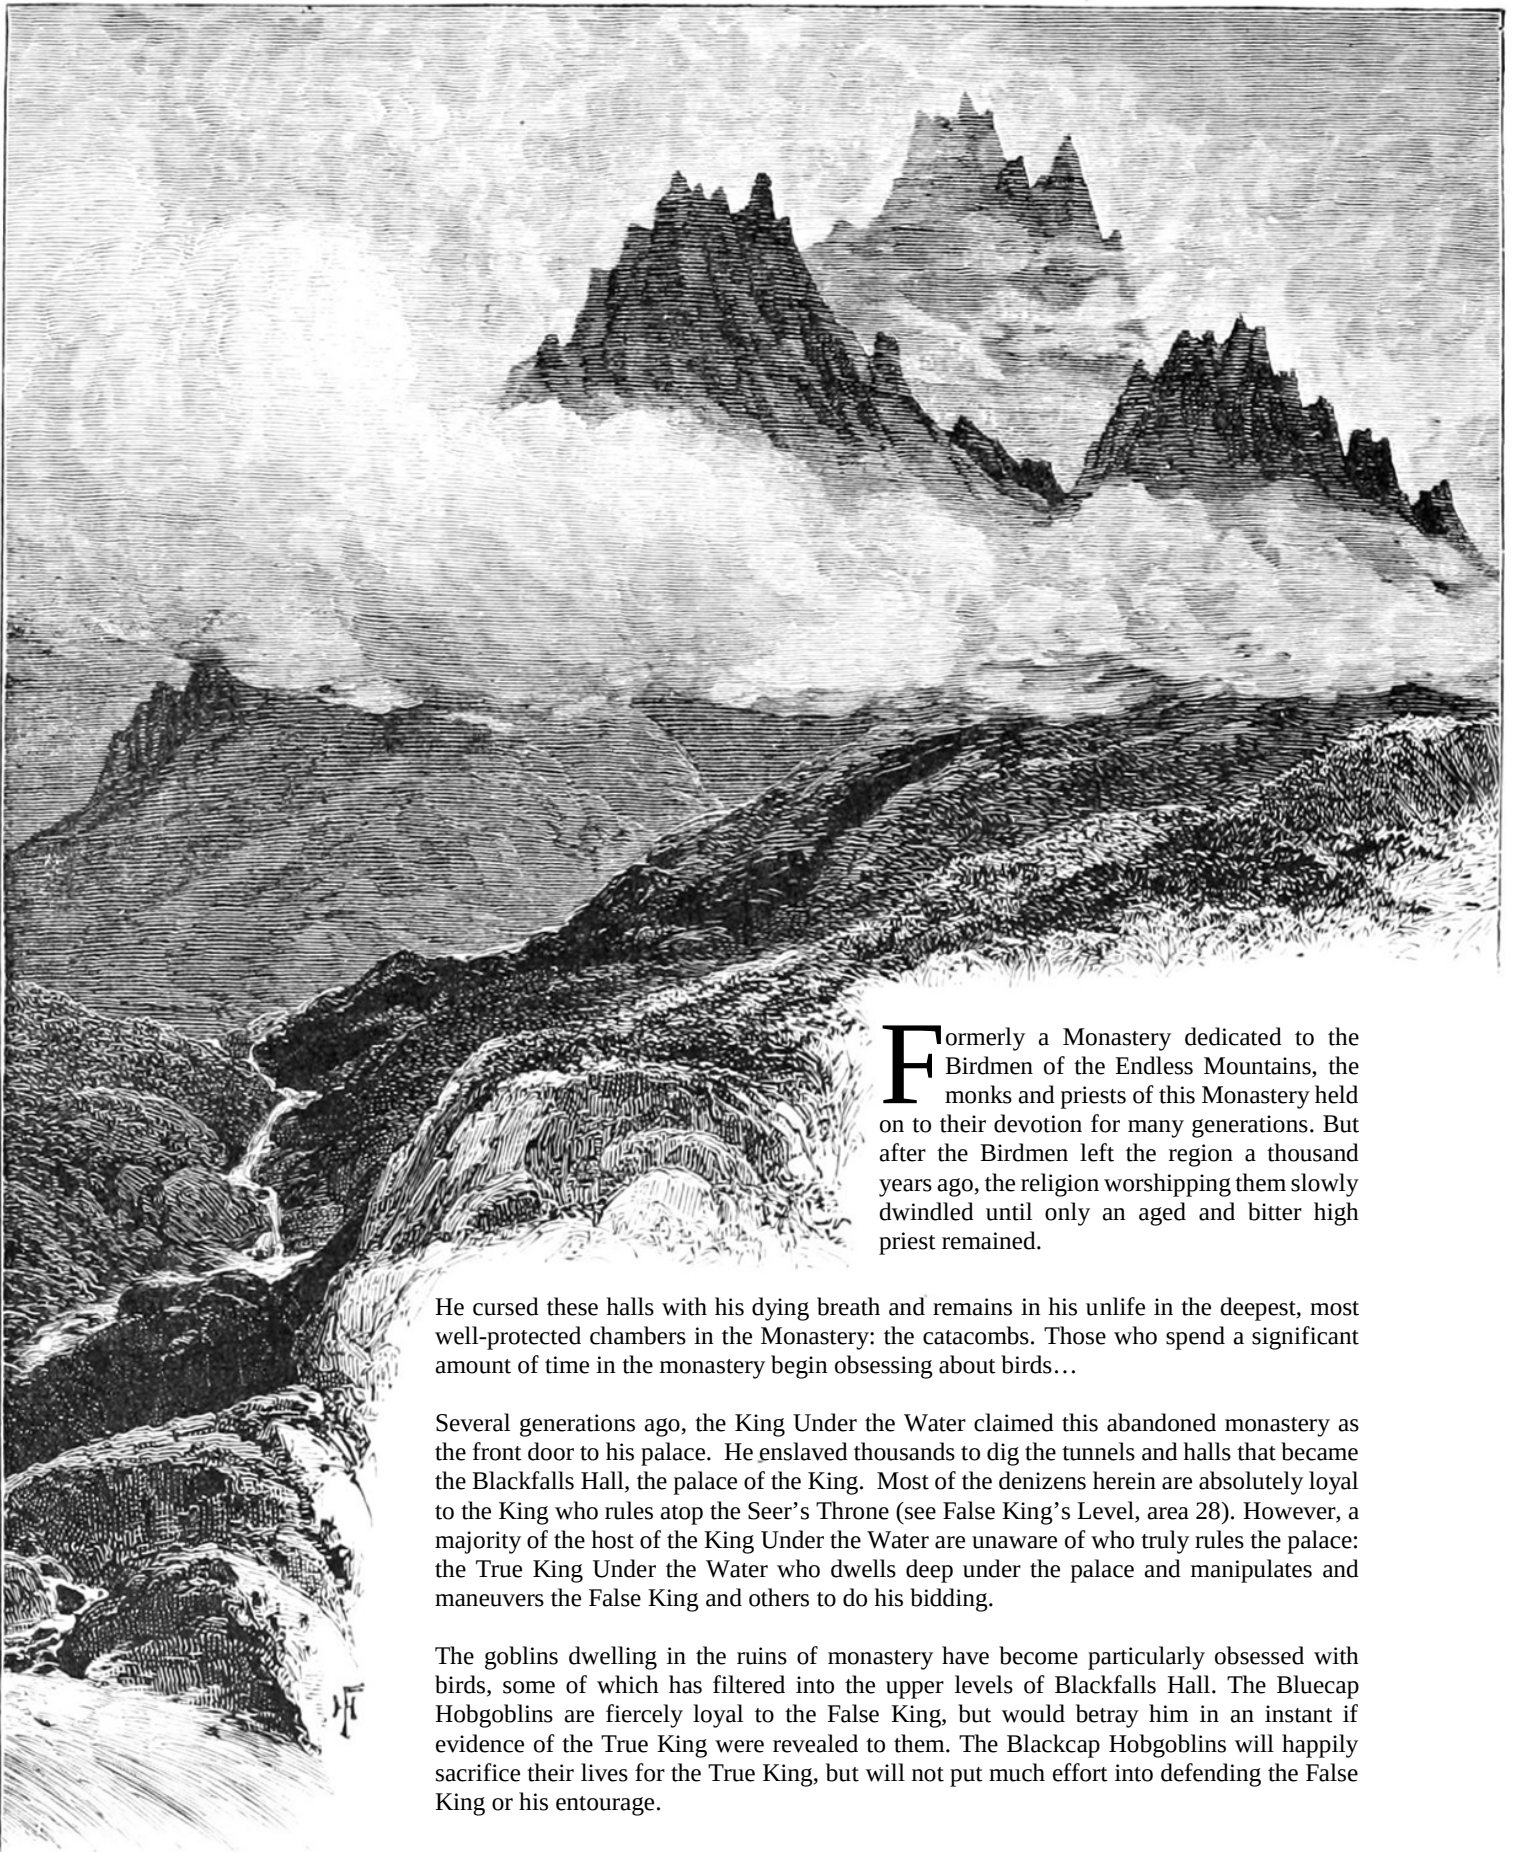 Formerly a Monastery dedicated to the
Birdmen of the Endless Mountains, the
monks and priests of this Monastery held
on to their devotion for many generations. But
after the Birdmen left the region a thousand
years ago, the religion worshipping them slowly
dwindled until only an aged and bitter high
priest remained.
He cursed these halls with his dying breath and remains in his unlife in the deepest, most
well-protected chambers in the Monastery: the catacombs. Those who spend a significant
amount of time in the monastery begin obsessing about birds…
Several generations ago, the King Under the Water claimed this abandoned monastery as
the front door to his palace.  He enslaved thousands to dig the tunnels and halls that became
the Blackfalls Hall, the palace of the King.  Most of the denizens herein are absolutely loyal
to the King who rules atop the Seer’s Throne (see False King’s Level, area 28). However, a
majority of the host of the King Under the Water are unaware of who truly rules the palace:
the True King Under the Water who dwells deep under the palace and manipulates and
maneuvers the False King and others to do his bidding.
The goblins dwelling in the ruins of monastery have become particularly obsessed with
birds, some of which has filtered into the upper levels of Blackfalls Hall. The Bluecap
Hobgoblins are fiercely loyal to the False King, but would betray him in an instant if
evidence of the True King were revealed to them. The Blackcap Hobgoblins will happily
sacrifice their lives for the True King, but will not put much effort into defending the False
King or his entourage.